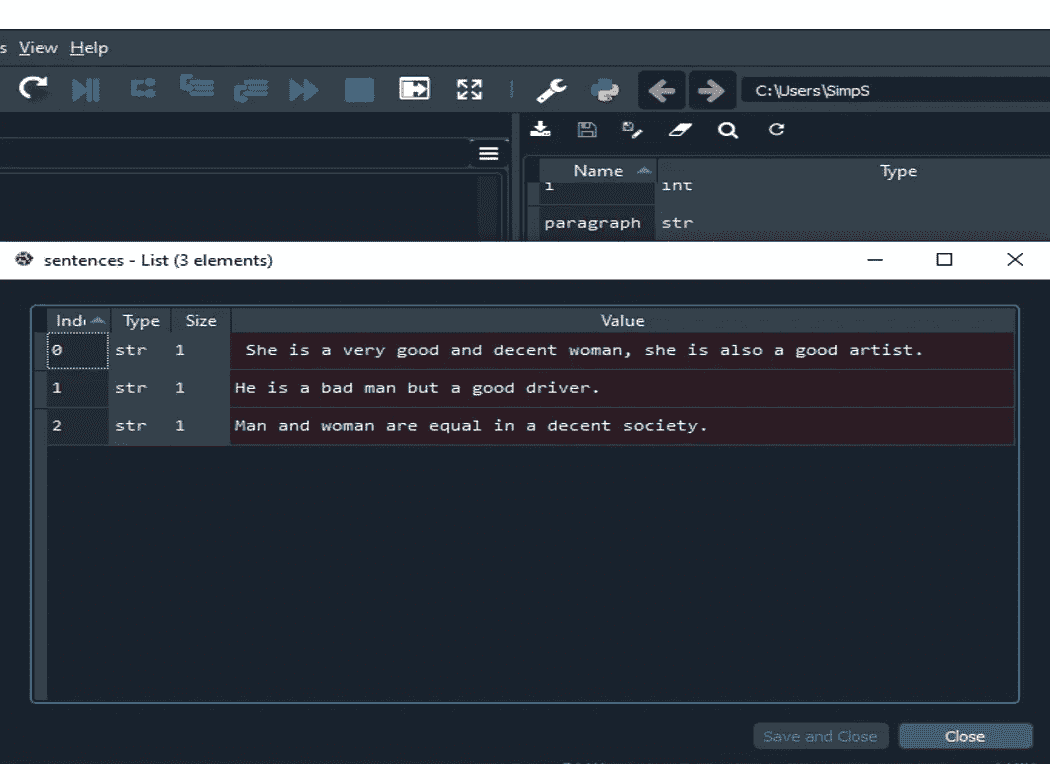 s View Help
C:\Users\SimpS
Name Type
i int
paragraph str
sentences - List (3 elements)
Type Size Value
0 str 1 She is a very good and decent woman, she is also a good artist.
1 str 1 He is a bad man but a good driver.
2 str 1 Man and woman are equal in a decent society.
Save and Close Close